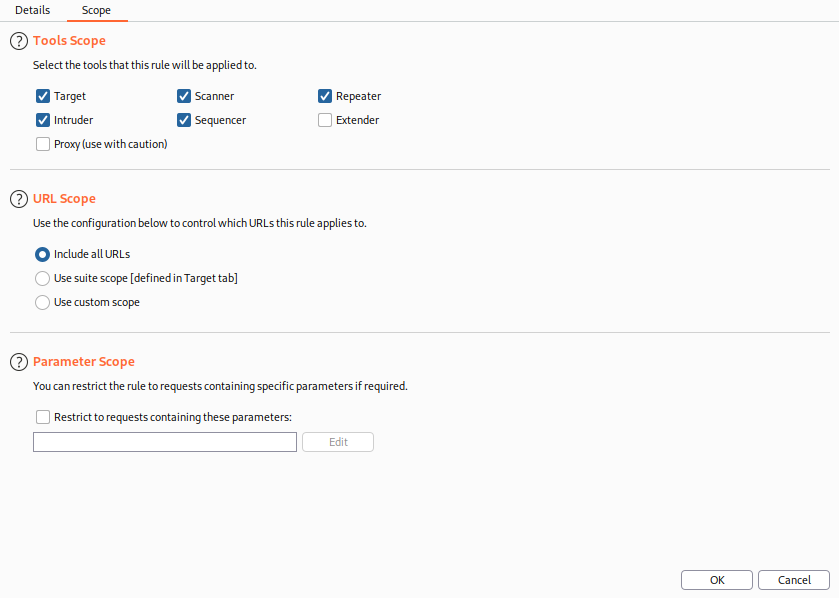 Details Scope
? Tools Scope
Select the tools that this rule will be applied to.
Target Scanner Repeater
Intruder Sequencer Extender
Proxy (use with caution)
? URL Scope
Use the configuration below to control which URLs this rule applies to.
Include all URLs
Use suite scope [defined in Target tab]
Use custom scope
? Parameter Scope
You can restrict the rule to requests containing specific parameters if required.
Restrict to requests containing these parameters:
Edit
OK Cancel